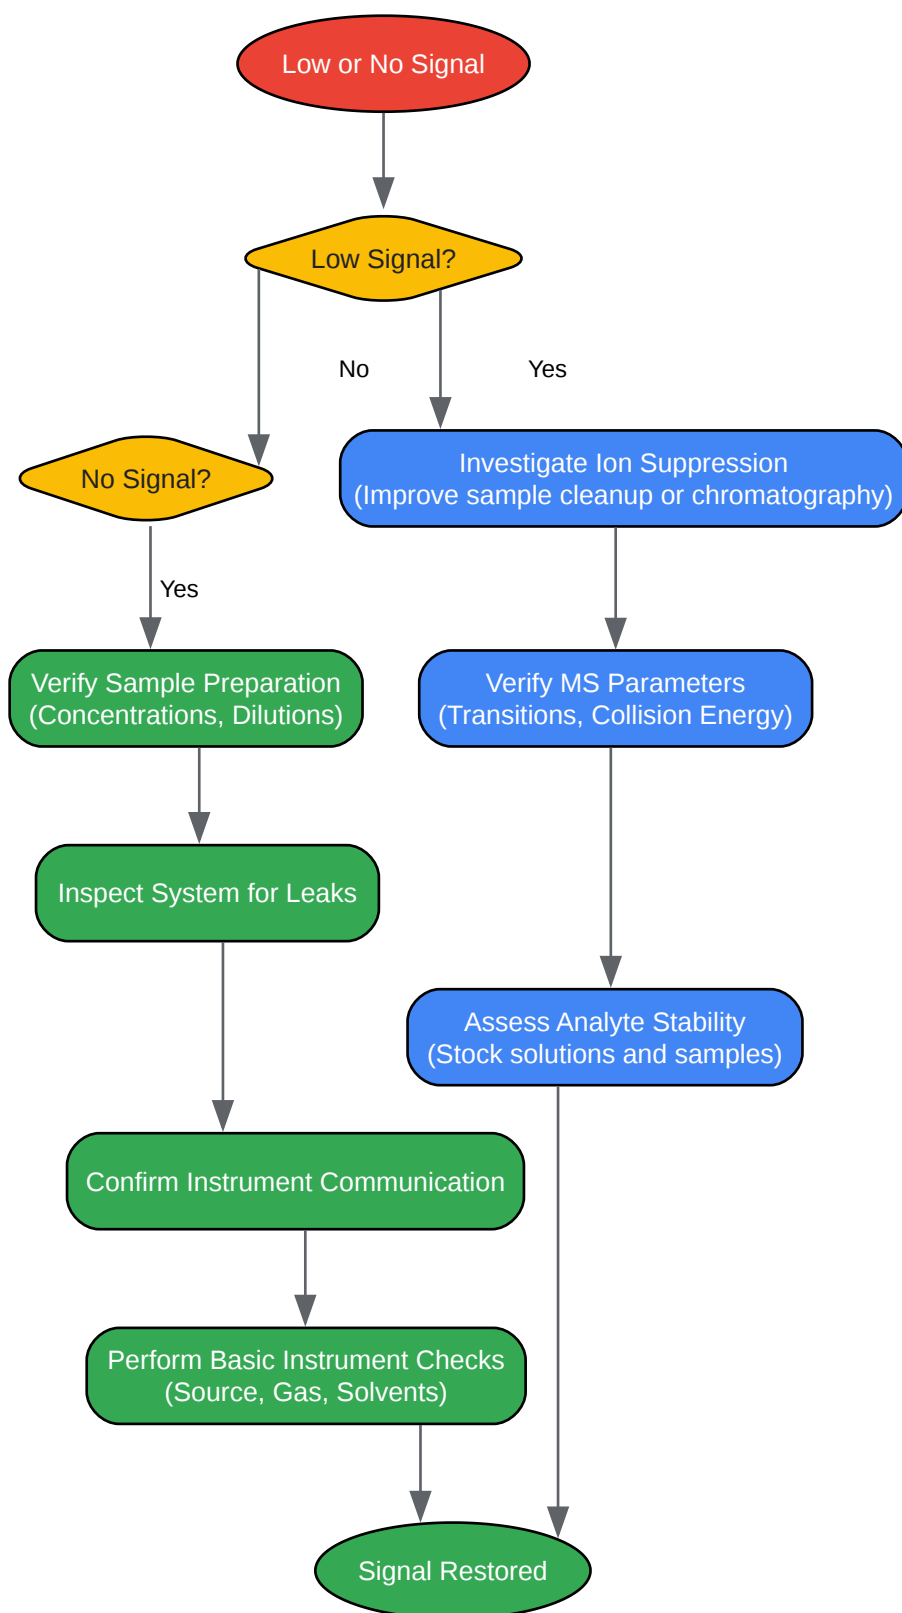 Low or No Signal
Low Signal?
No
Yes
No Signal?
Investigate Ion Suppression
(Improve sample cleanup or chromatography)
Yes
Verify Sample Preparation
(Concentrations, Dilutions)
Verify MS Parameters
(Transitions, Collision Energy)
Inspect System for Leaks
Assess Analyte Stability
(Stock solutions and samples)
Confirm Instrument Communication
Perform Basic Instrument Checks
(Source, Gas, Solvents)
Signal Restored